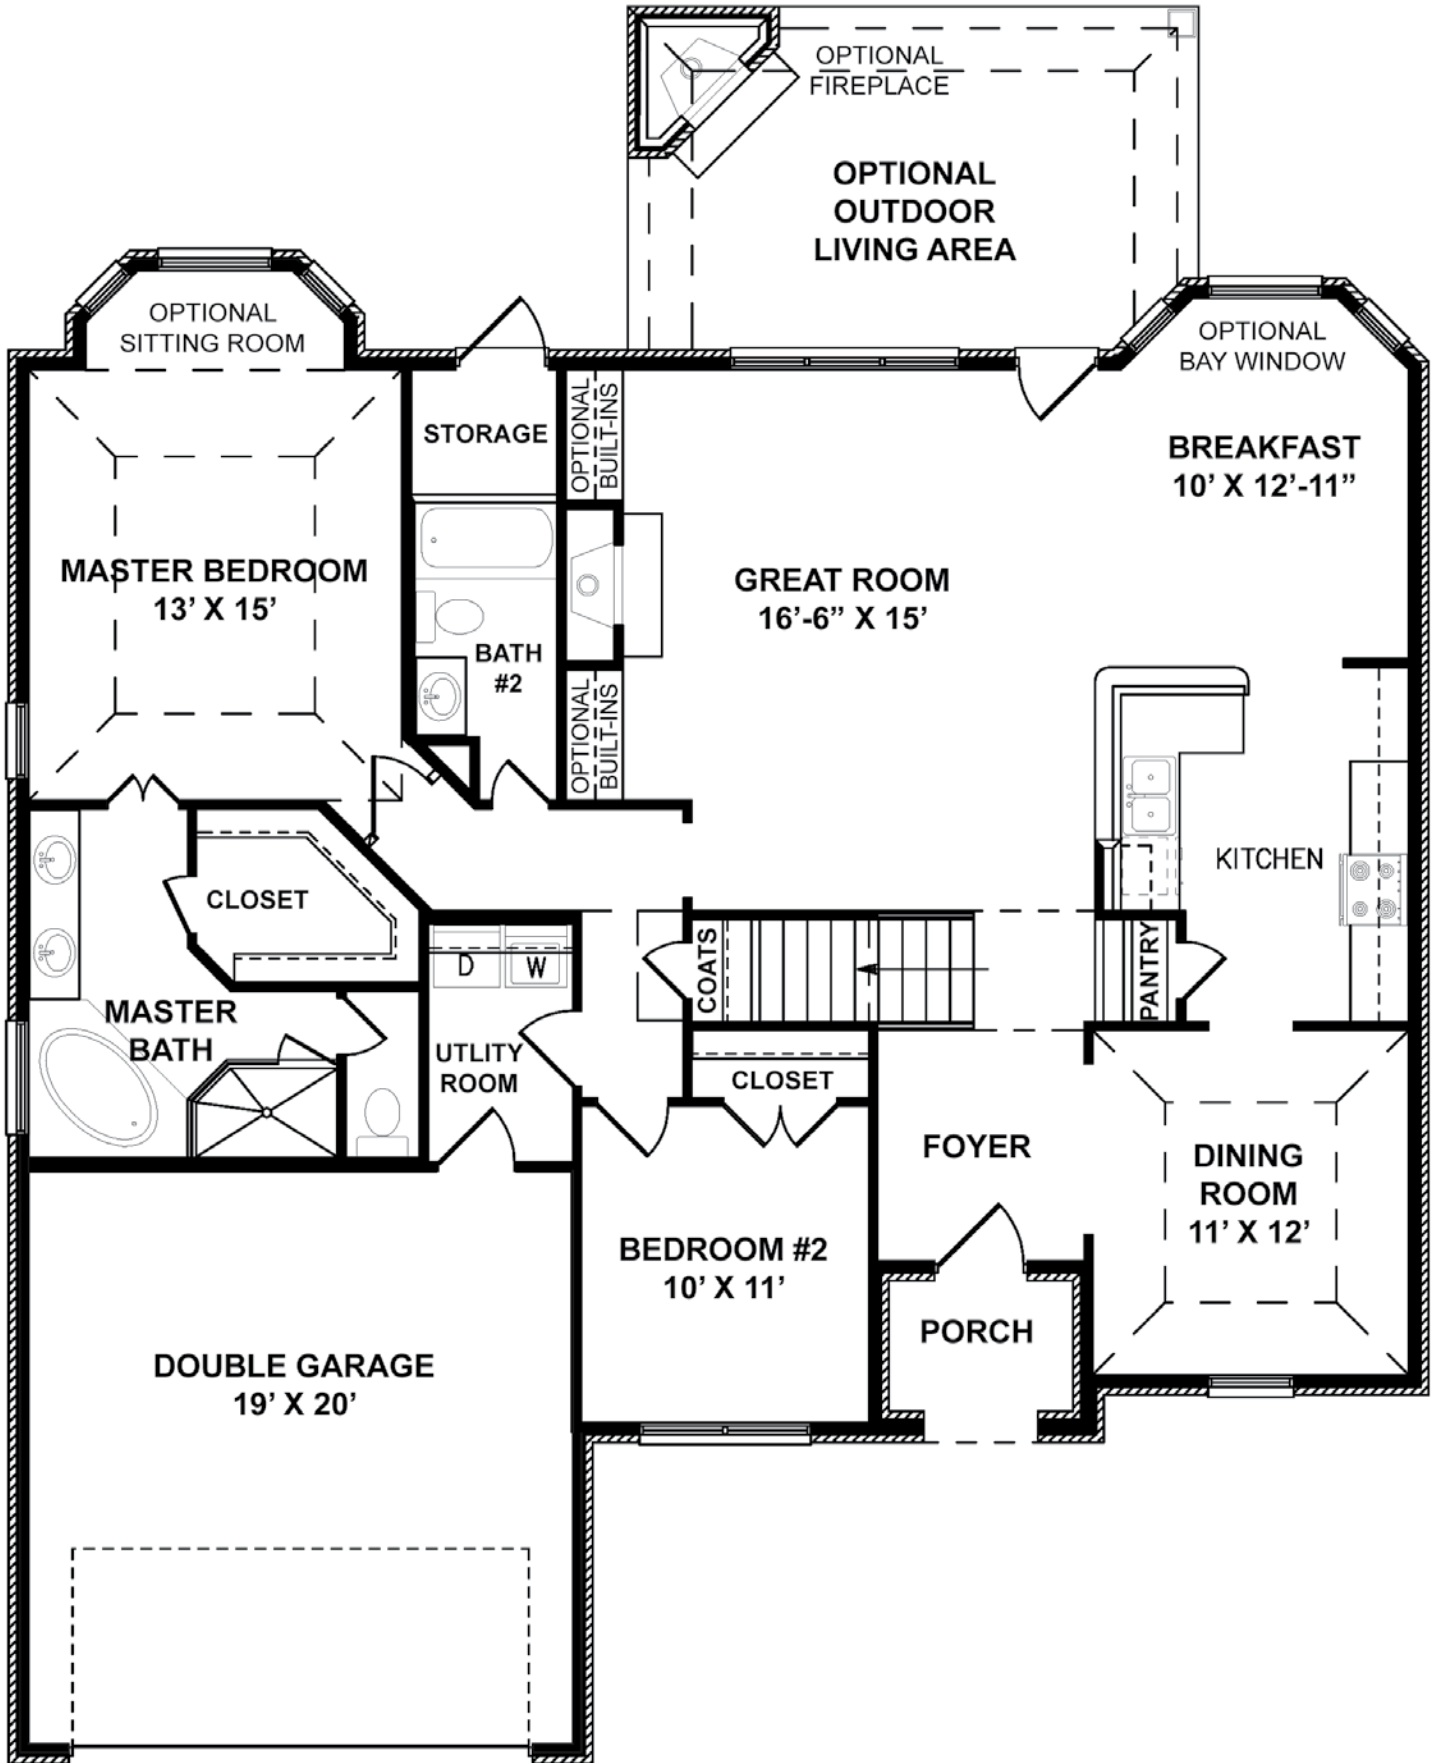 OPTIONAL
FIREPLACE
OPTIONAL
OUTDOOR
LIVING AREA
OPTIONAL
SITTING ROOM
OPTIONAL
BAY WINDOW
STORAGE
OPTIONAL
BUILT-INS
BREAKFAST
10' X 12'-11”
MASTER BEDROOM
13' X 15'
GREAT ROOM
16'-6” X 15'
BATH
#2
OPTIONAL
BUILT-INS
KITCHEN
CLOSET
D
W
COATS
PANTRY
MASTER
BATH
UTLITY
ROOM
CLOSET
FOYER
DINING
ROOM
11' X 12'
BEDROOM #2
10' X 11'
PORCH
DOUBLE GARAGE
19' X 20'